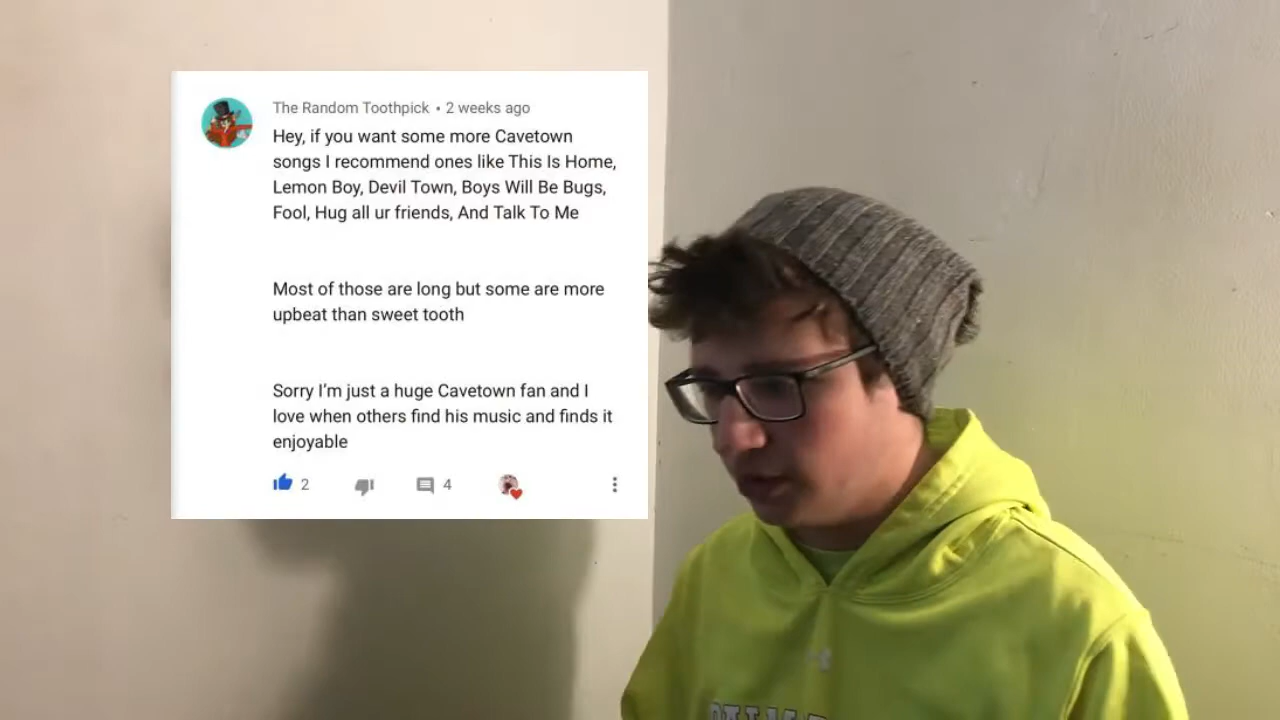 The Random Toothpick • 2 weeks ago
Hey, if you want some more Cavetown
songs I recommend ones like This Is Home,
Lemon Boy, Devil Town, Boys Will Be Bugs,
Fool, Hug all ur friends, And Talk To Me
Most of those are long but some are more
upbeat than sweet tooth
Sorry I'm just a huge Cavetown fan and I
love when others find his music and finds it
enjoyable
2
4